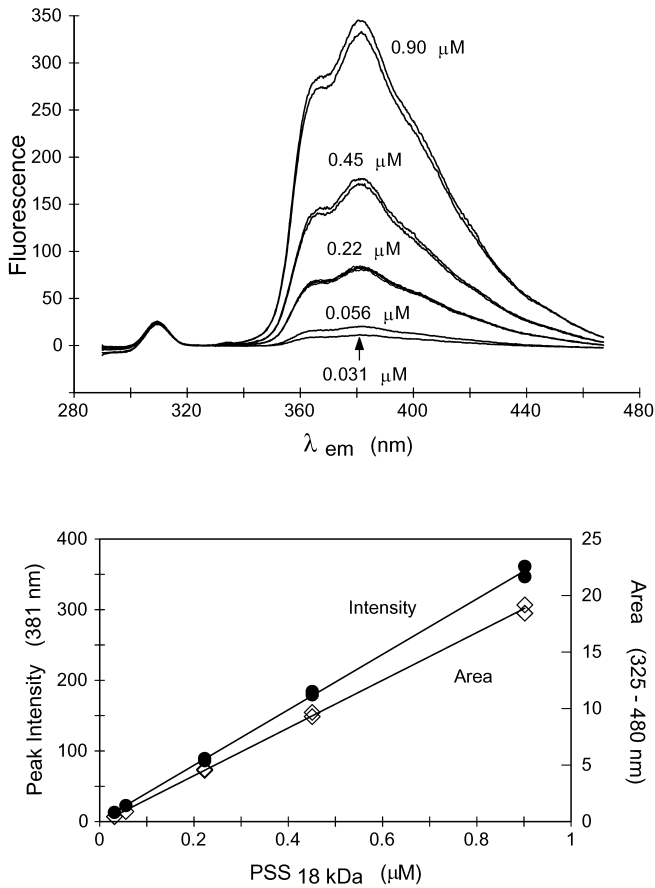 350
300
250
200
150
100
50
0
Fluorescence
0.90 μM
0.45 μM
0.22 μM
0.056 μM
0.031 μM
280 320 360 400 440 480
λ em (nm)
400
300
200
100
0
Peak Intensity (381 nm)
25
20
15
10
5
0
Area (325 - 480 nm)
Intensity
Area
0 0.2 0.4 0.6 0.8 1
PSS 18 kDa (μM)